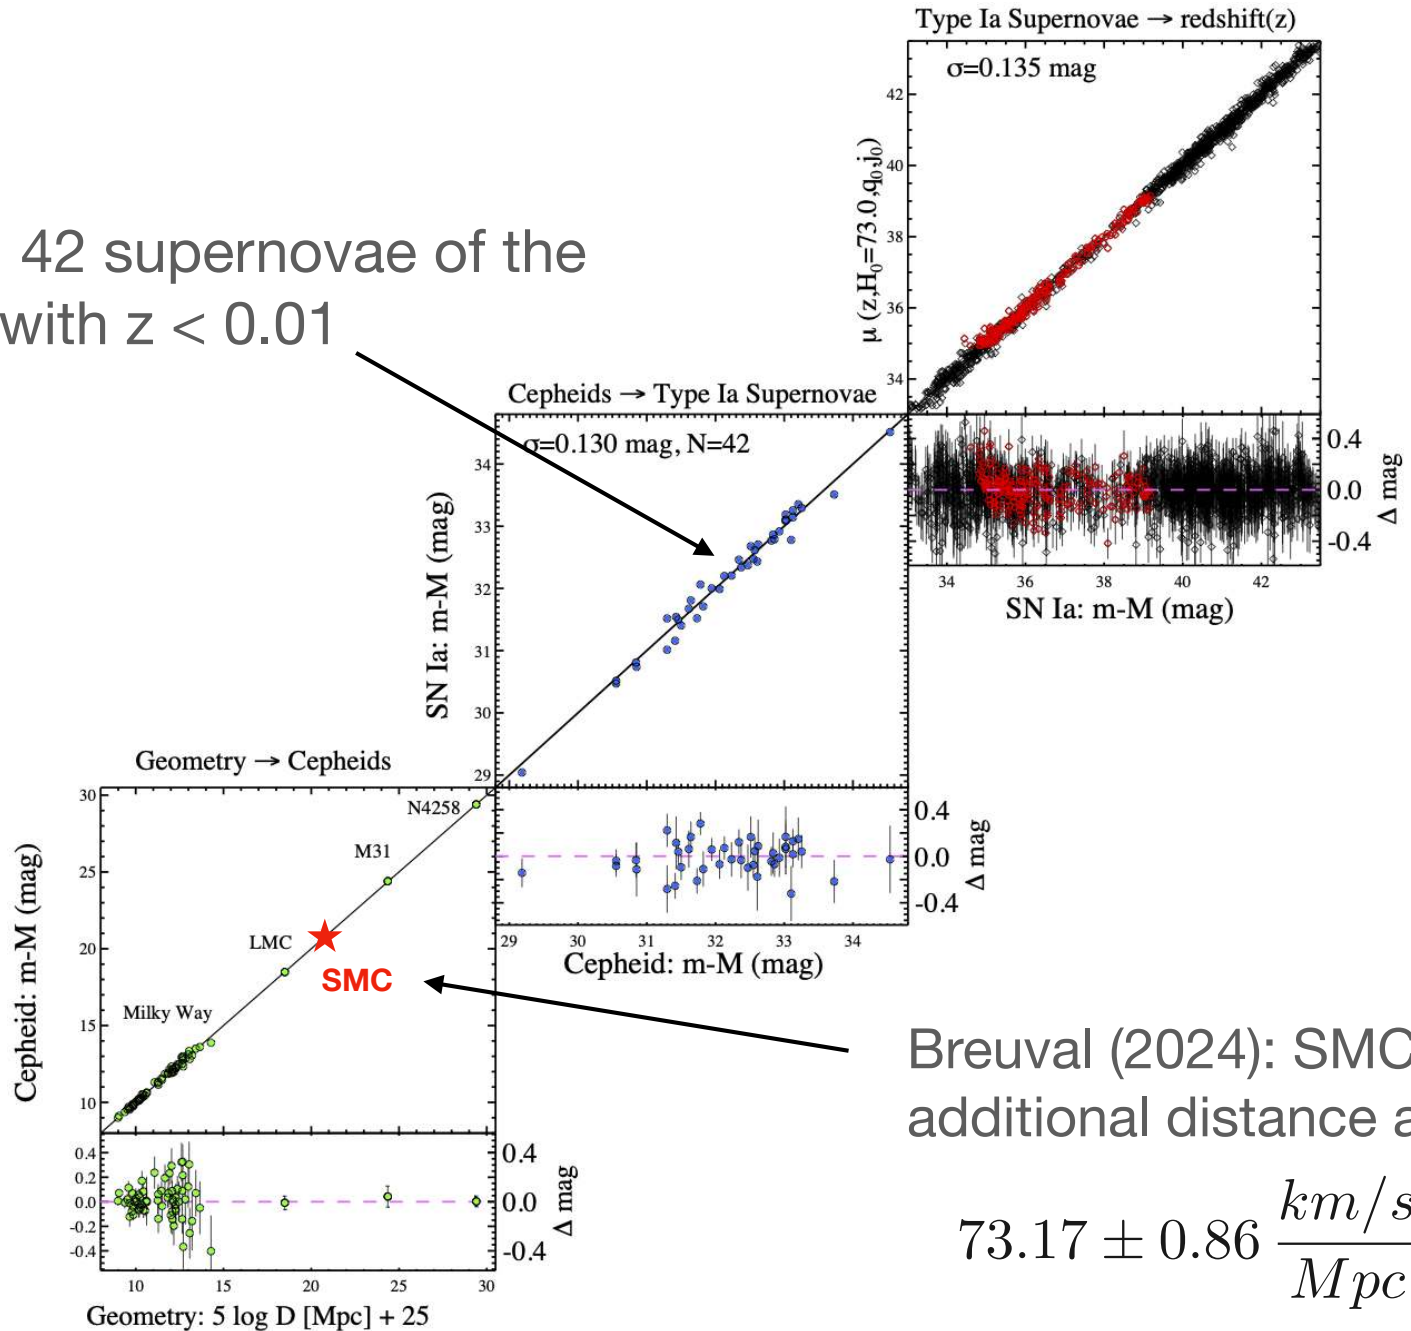 Type Ia Supernovae → redshift(z)
σ=0.135 mag
μ (z,H₀=73.0,q₀,j₀)
42
40
38
36
34
0.4
0.0
-0.4
Δ mag
34 36 38 40 42
SN Ia: m-M (mag)
42 supernovae of the
with z < 0.01
Cepheids → Type Ia Supernovae
σ=0.130 mag, N=42
SN Ia: m-M (mag)
34
33
32
31
30
29
0.4
0.0
-0.4
Δ mag
29 30 31 32 33 34
Cepheid: m-M (mag)
Geometry → Cepheids
Cepheid: m-M (mag)
30
25
20
15
10
N4258
M31
LMC
SMC
Milky Way
0.4
0.2
0.0
-0.2
-0.4
0.4
0.0
-0.4
Δ mag
10 15 20 25 30
Geometry: 5 log D [Mpc] + 25
Breuval (2024): SMC
additional distance a
73.17 ± 0.86 km/s
Mpc